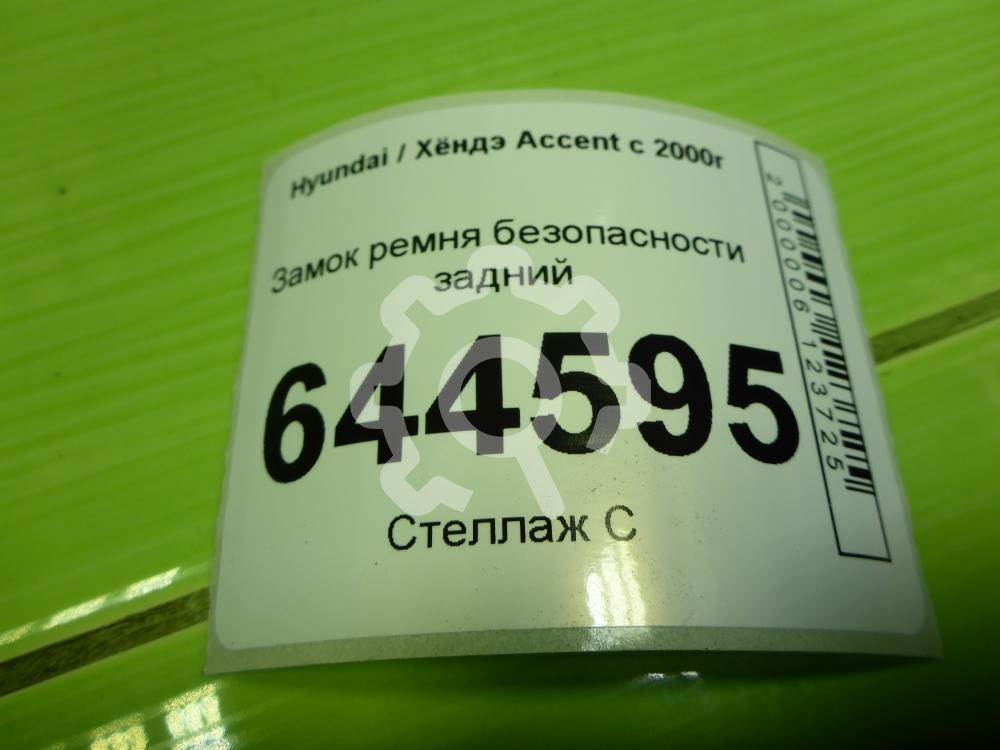 Hyundai / Хёндэ Accent с 2000г
Замок ремня безопасности
задний
644595
Стеллаж С
2000006123725